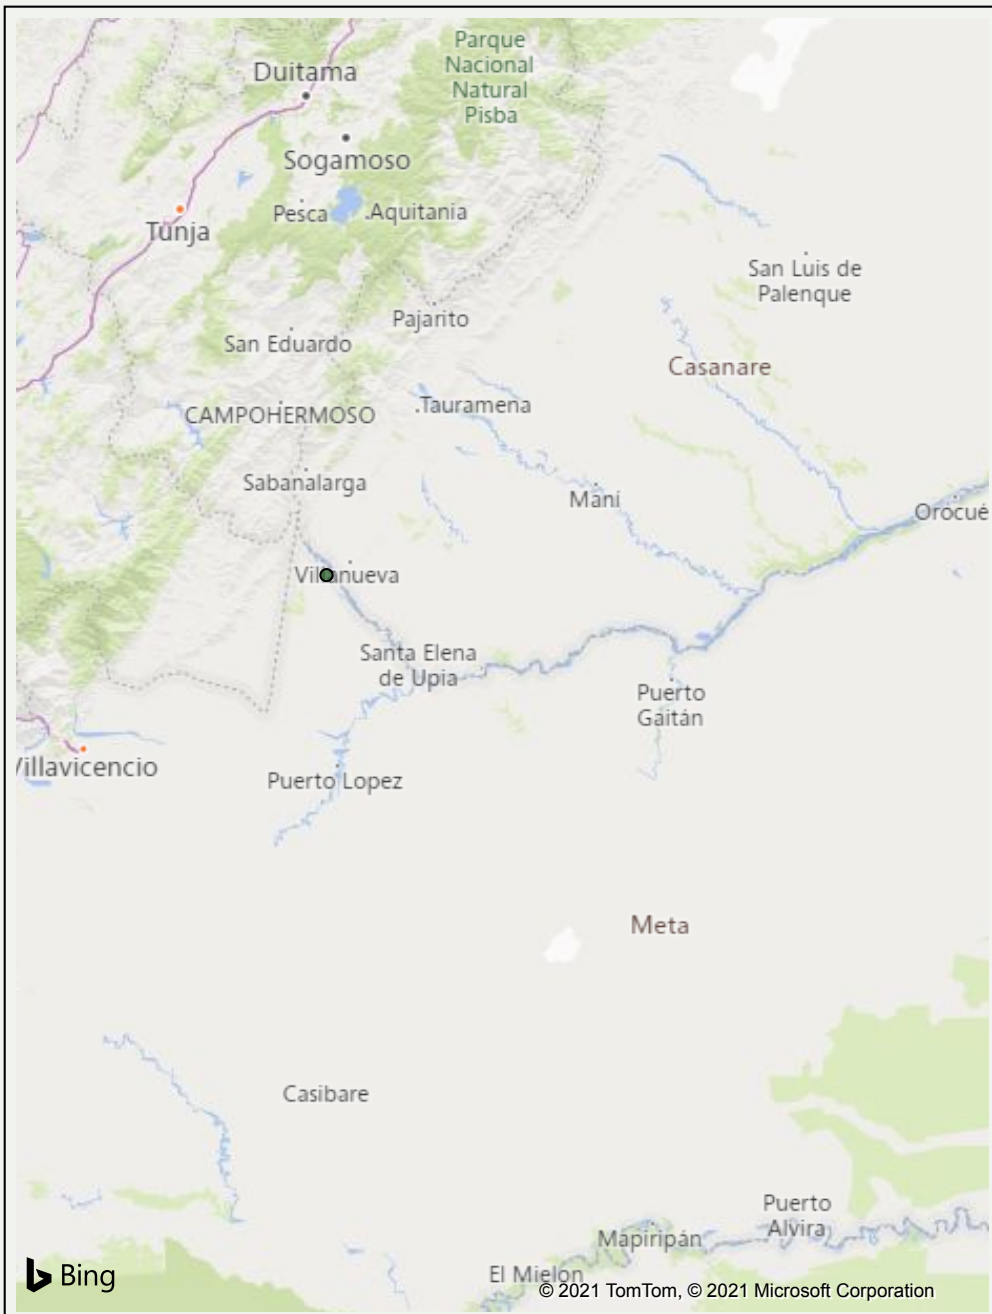 Parque
Nacional
Natural
Pisba
Duitama
Sogamoso
Pesca
.Aquitania
Tunja
San Luis de
Palenque
Pajarito
San Eduardo
Casanare
CAMPOHERMOSO
.Tauramena
Sabanalarga
Maní
Orocué
Villanueva
Santa Elena
de Upia
Puerto
Gaitán
Villavicencio
Puerto Lopez
Meta
Casibare
Puerto
Alvira
Mapiripán
El Mielón
Bing
© 2021 TomTom, © 2021 Microsoft Corporation